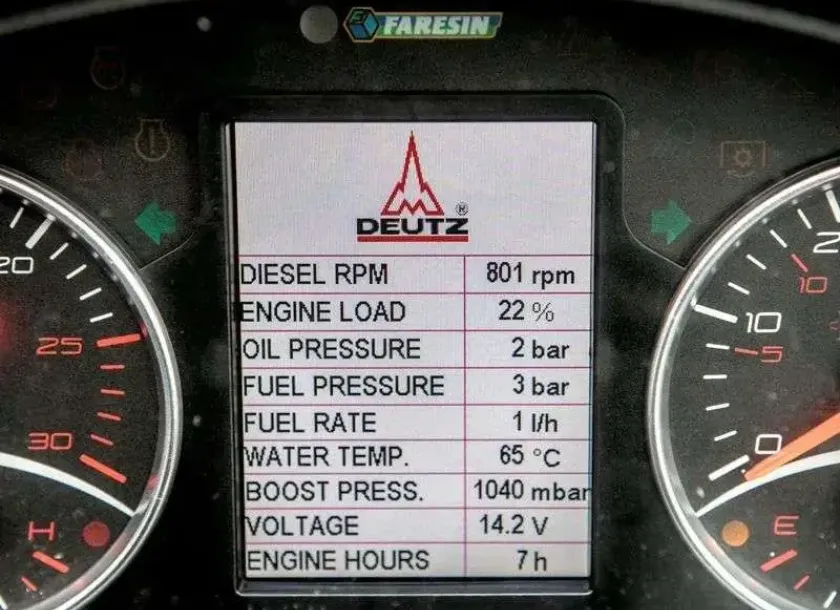 FARESIN
DEUTZ®
DIESEL RPM 801 rpm
ENGINE LOAD 22 %
OIL PRESSURE 2 bar
FUEL PRESSURE 3 bar
FUEL RATE 1 l/h
WATER TEMP. 65 °C
BOOST PRESS. 1040 mbar
VOLTAGE 14.2 V
ENGINE HOURS 7 h
20
25
30
H
10
10
5
0
E